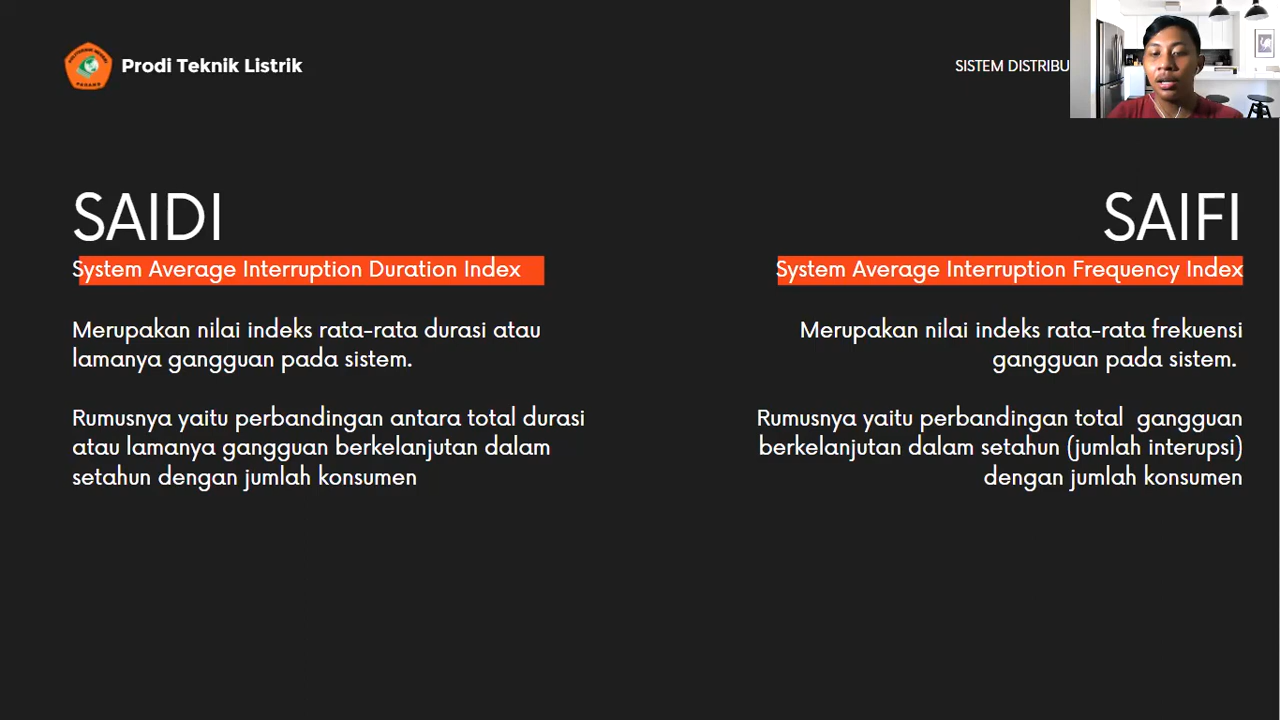 Prodi Teknik Listrik
SISTEM
SAIDI
System Average Interruption Duration Index
Merupakan nilai indeks rata-rata durasi atau
lamanya gangguan pada sistem.
Rumusnya yaitu perbandingan antara total durasi
atau lamanya gangguan berkelanjutan dalam
setahun dengan jumlah konsumen
SAIFI
System Average Interruption Frequency Index
Merupakan nilai indeks rata-rata frekuensi
gangguan pada sistem.
Rumusnya yaitu perbandingan total gangguan
berkelanjutan dalam setahun (jumlah interupsi)
dengan jumlah konsumen